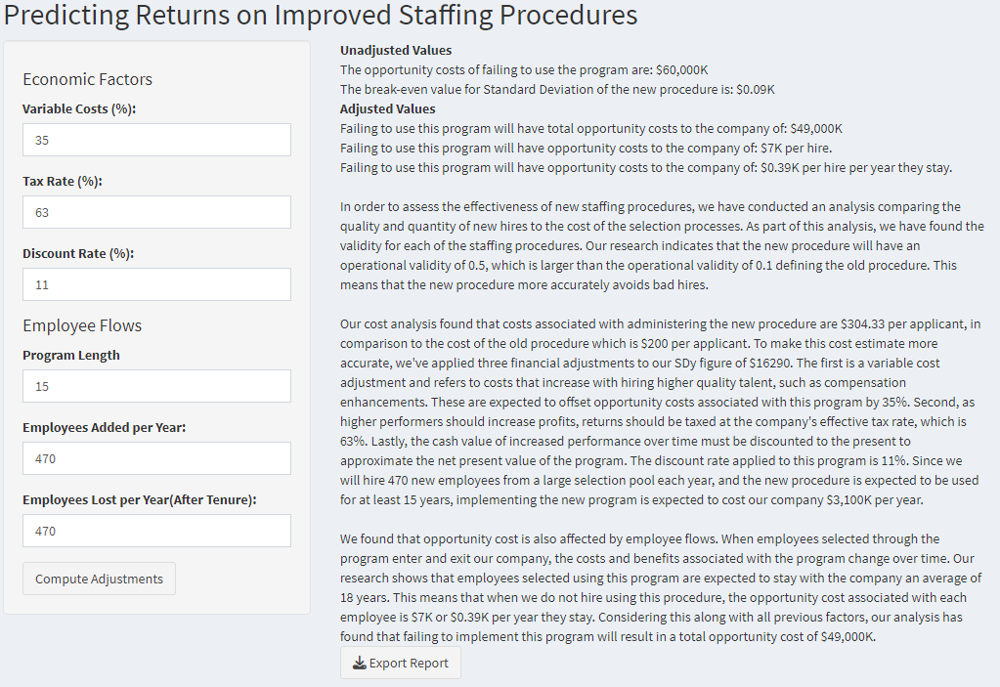 Predicting Returns on Improved Staffing Procedures
Economic Factors
Variable Costs (%):
35
Tax Rate (%):
63
Discount Rate (%):
11
Employee Flows
Program Length
15
Employees Added per Year:
470
Employees Lost per Year(After Tenure):
470
Compute Adjustments
Unadjusted Values
The opportunity costs of failing to use the program are: $60,000K
The break-even value for Standard Deviation of the new procedure is: $0.09K
Adjusted Values
Failing to use this program will have total opportunity costs to the company of: $49,000K
Failing to use this program will have opportunity costs to the company of: $7K per hire.
Failing to use this program will have opportunity costs to the company of: $0.39K per hire per year they stay.
In order to assess the effectiveness of new staffing procedures, we have conducted an analysis comparing the
quality and quantity of new hires to the cost of the selection processes. As part of this analysis, we have found the
validity for each of the staffing procedures. Our research indicates that the new procedure will have an
operational validity of 0.5, which is larger than the operational validity of 0.1 defining the old procedure. This
means that the new procedure more accurately avoids bad hires.
Our cost analysis found that costs associated with administering the new procedure are $304.33 per applicant, in
comparison to the cost of the old procedure which is $200 per applicant. To make this cost estimate more
accurate, we've applied three financial adjustments to our SDy figure of $16290. The first is a variable cost
adjustment and refers to costs that increase with hiring higher quality talent, such as compensation
enhancements. These are expected to offset opportunity costs associated with this program by 35%. Second, as
higher performers should increase profits, returns should be taxed at the company's effective tax rate, which is
63%. Lastly, the cash value of increased performance over time must be discounted to the present to
approximate the net present value of the program. The discount rate applied to this program is 11%. Since we
will hire 470 new employees from a large selection pool each year, and the new procedure is expected to be used
for at least 15 years, implementing the new program is expected to cost our company $3,100K per year.
We found that opportunity cost is also affected by employee flows. When employees selected through the
program enter and exit our company, the costs and benefits associated with the program change over time. Our
research shows that employees selected using this program are expected to stay with the company an average of
18 years. This means that when we do not hire using this procedure, the opportunity cost associated with each
employee is $7K or $0.39K per year they stay. Considering this along with all previous factors, our analysis has
found that failing to implement this program will result in a total opportunity cost of $49,000K.
Export Report